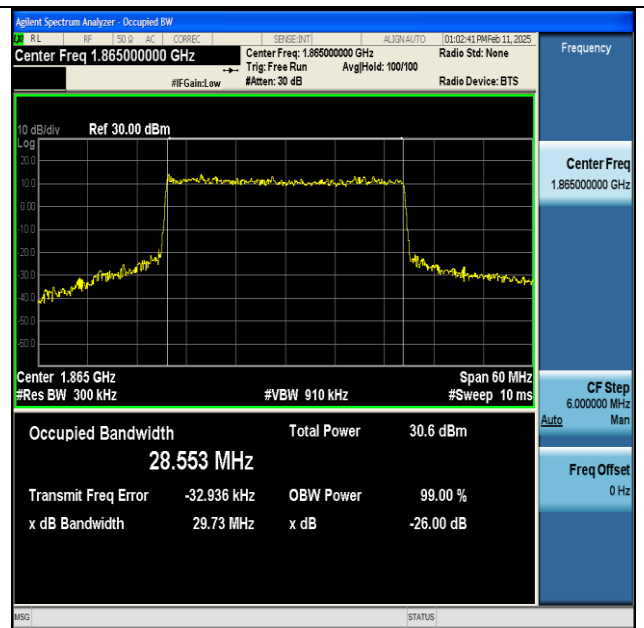 Agilent Spectrum Analyzer - Occupied BW
LXI RL RF 50 Ω AC CORREC SENSE:INT ALIGN AUTO 01:02:41 PM Feb 11, 2025
Center Freq 1.865000000 GHz Center Freq: 1.865000000 GHz Radio Std: None Frequency
Trig: Free Run Avg|Hold: 100/100
#IFGain:Low #Atten: 30 dB Radio Device: BTS
10 dB/div Ref 30.00 dBm
Log
20.0
10.0
0.00
-10.0
-20.0
-30.0
-40.0
-50.0
-60.0
Center 1.865 GHz Span 60 MHz
#Res BW 300 kHz #VBW 910 kHz #Sweep 10 ms
Occupied Bandwidth Total Power 30.6 dBm
28.553 MHz
Transmit Freq Error -32.936 kHz OBW Power 99.00 %
x dB Bandwidth 29.73 MHz x dB -26.00 dB
Center Freq
1.865000000 GHz
CF Step
6.000000 MHz
Auto Man
Freq Offset
0 Hz
MSG STATUS